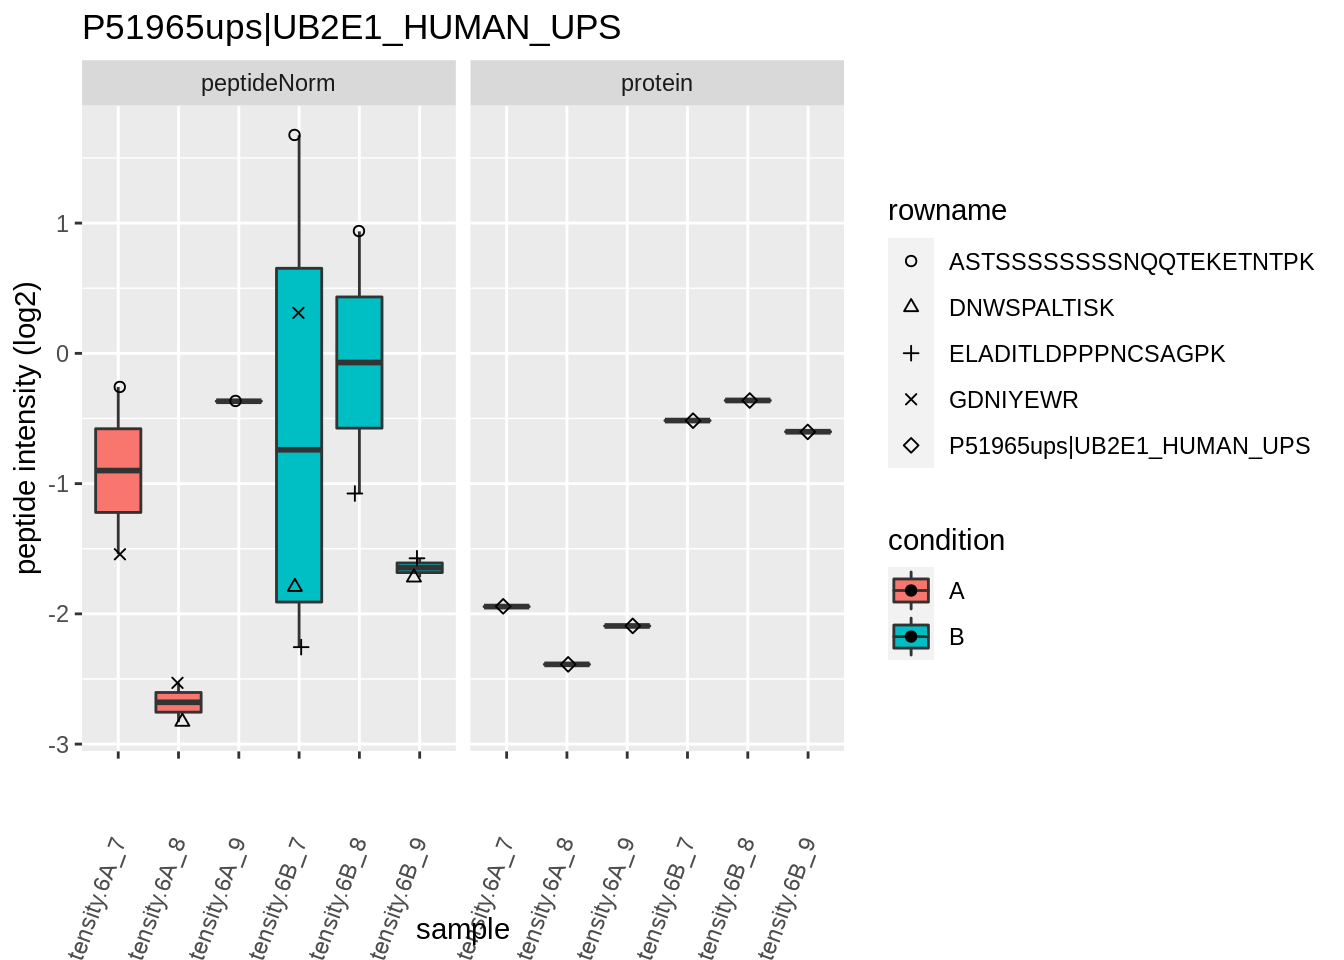 P51965ups|UB2E1_HUMAN_UPS
peptideNorm
protein
peptide intensity (log2)
1
0
-1
-2
-3
tensity.6A_7
tensity.6A_8
tensity.6A_9
tensity.6B_7
tensity.6B_8
tensity.6B_9
tensity.6A_7
tensity.6A_8
tensity.6A_9
tensity.6B_7
tensity.6B_8
tensity.6B_9
sample
rowname
ASTSSSSSSSSNQQTEKETNTPK
DNWSPALTISK
ELADITLDPPPNCSAGPK
GDNIYEWR
P51965ups|UB2E1_HUMAN_UPS
condition
A
B